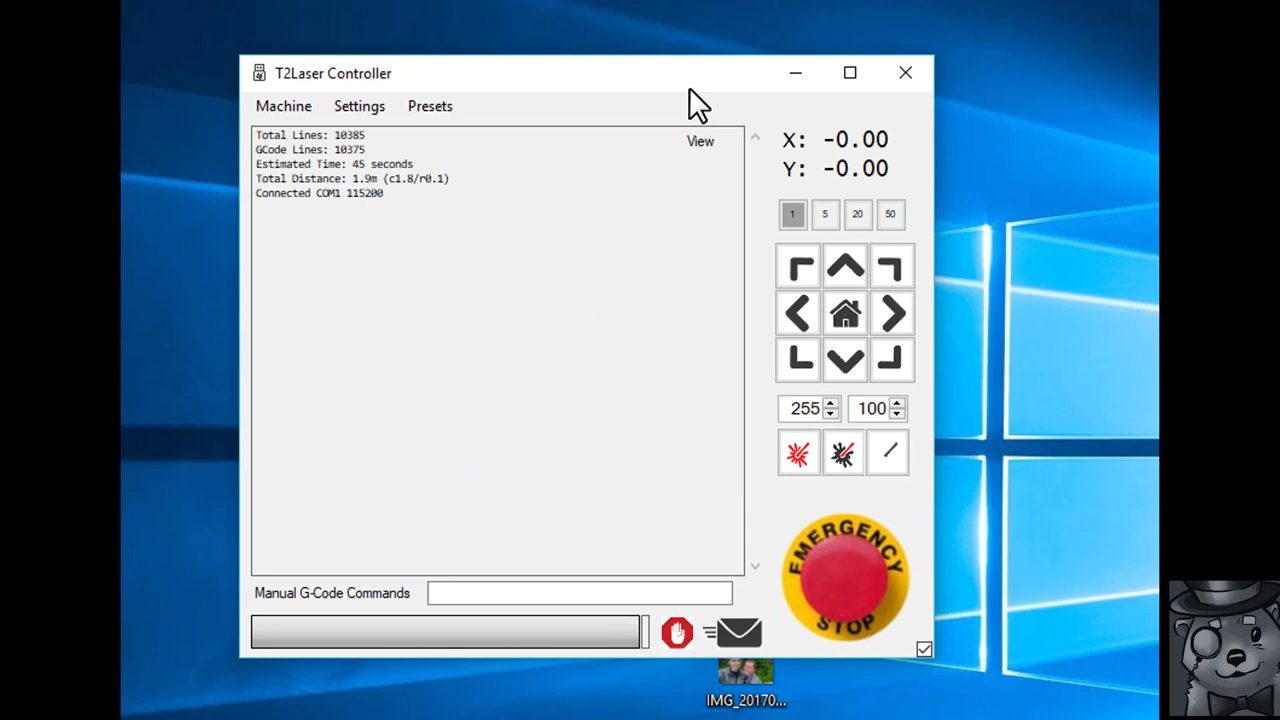 T2Laser Controller
Machine Settings Presets
Total Lines: 10385
GCode Lines: 10375
Estimated Time: 45 seconds
Total Distance: 1.9m (c1.8/r0.1)
Connected COM1 115200
View
X: -0.00
Y: -0.00
1 5 20 50
255 100
EMERGENCY
STOP
Manual G-Code Commands
IMG_20170...